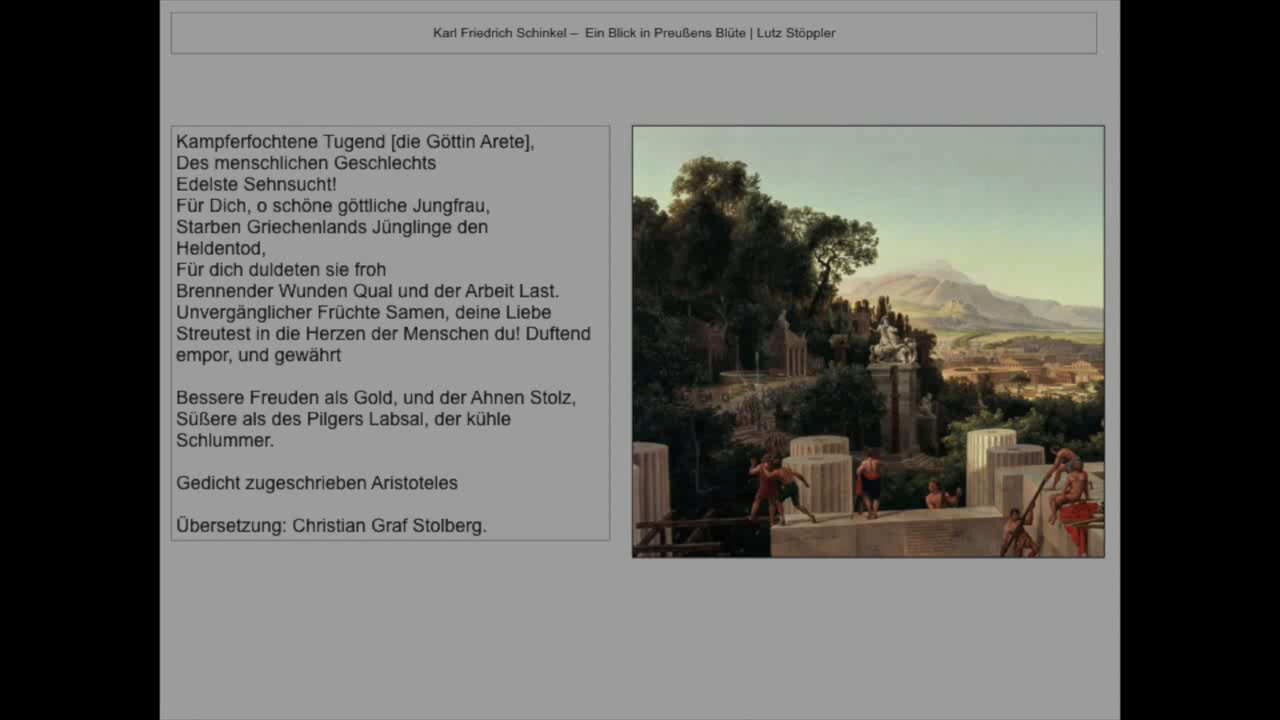 Karl Friedrich Schinkel – Ein Blick in Preußens Blüte | Lutz Stöppler
Kampferfochtene Tugend [die Göttin Arete],
Des menschlichen Geschlechts
Edelste Sehnsucht!
Für Dich, o schöne göttliche Jungfrau,
Starben Griechenlands Jünglinge den
Heldentod,
Für dich duldeten sie froh
Brennender Wunden Qual und der Arbeit Last.
Unvergänglicher Früchte Samen, deine Liebe
Streutest in die Herzen der Menschen du! Duftend
empor, und gewährt
Bessere Freuden als Gold, und der Ahnen Stolz,
Süßere als des Pilgers Labsal, der kühle
Schlummer.
Gedicht zugeschrieben Aristoteles
Übersetzung: Christian Graf Stolberg.